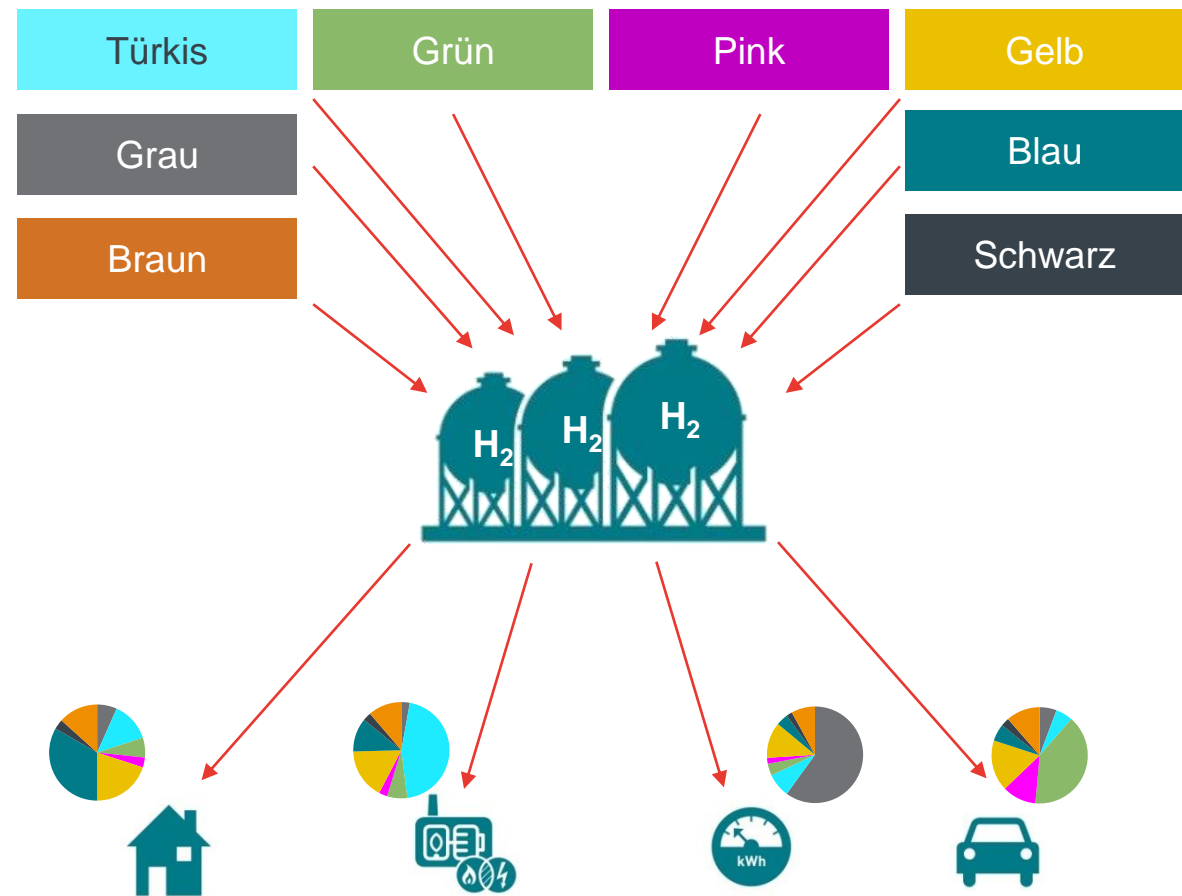 Türkis
Grün
Pink
Gelb
Grau
Blau
Braun
Schwarz
H₂
H₂
H₂
kWh